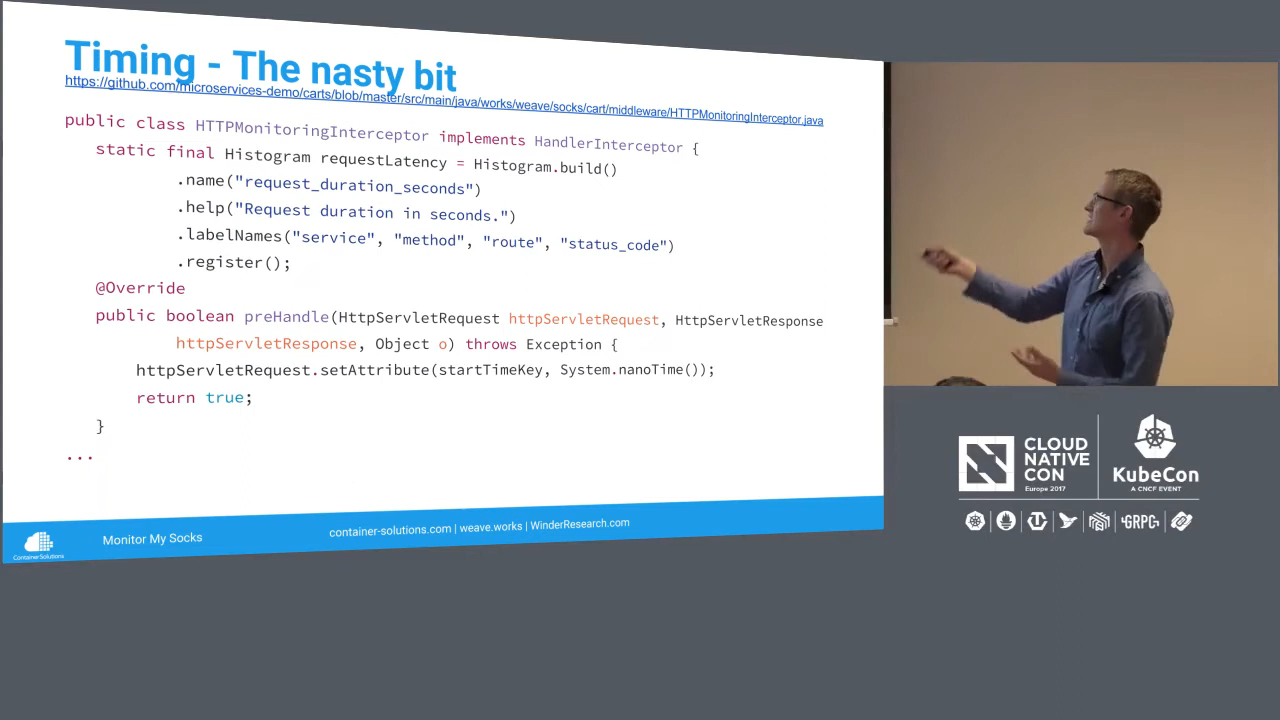 Timing - The nasty bit
https://github.com/microservices-demo/carts/blob/master/src/main/java/works/weave/socks/cart/middleware/HTTPMonitoringInterceptor.java
public class HTTPMonitoringInterceptor implements HandlerInterceptor {
static final Histogram requestLatency = Histogram.build()
.name("request_duration_seconds")
.help("Request duration in seconds.")
.labelNames("service", "method", "route", "status_code")
.register();
@Override
public boolean preHandle(HttpServletRequest httpServletRequest, HttpServletResponse
httpServletResponse, Object o) throws Exception {
httpServletRequest.setAttribute(startTimeKey, System.nanoTime());
return true;
}
...
ContainerSolutions
Monitor My Socks
container-solutions.com | weave.works | WinderResearch.com
CLOUD
NATIVE
CON
Europe 2017
KubeCon
A CNCF EVENT
GRPC